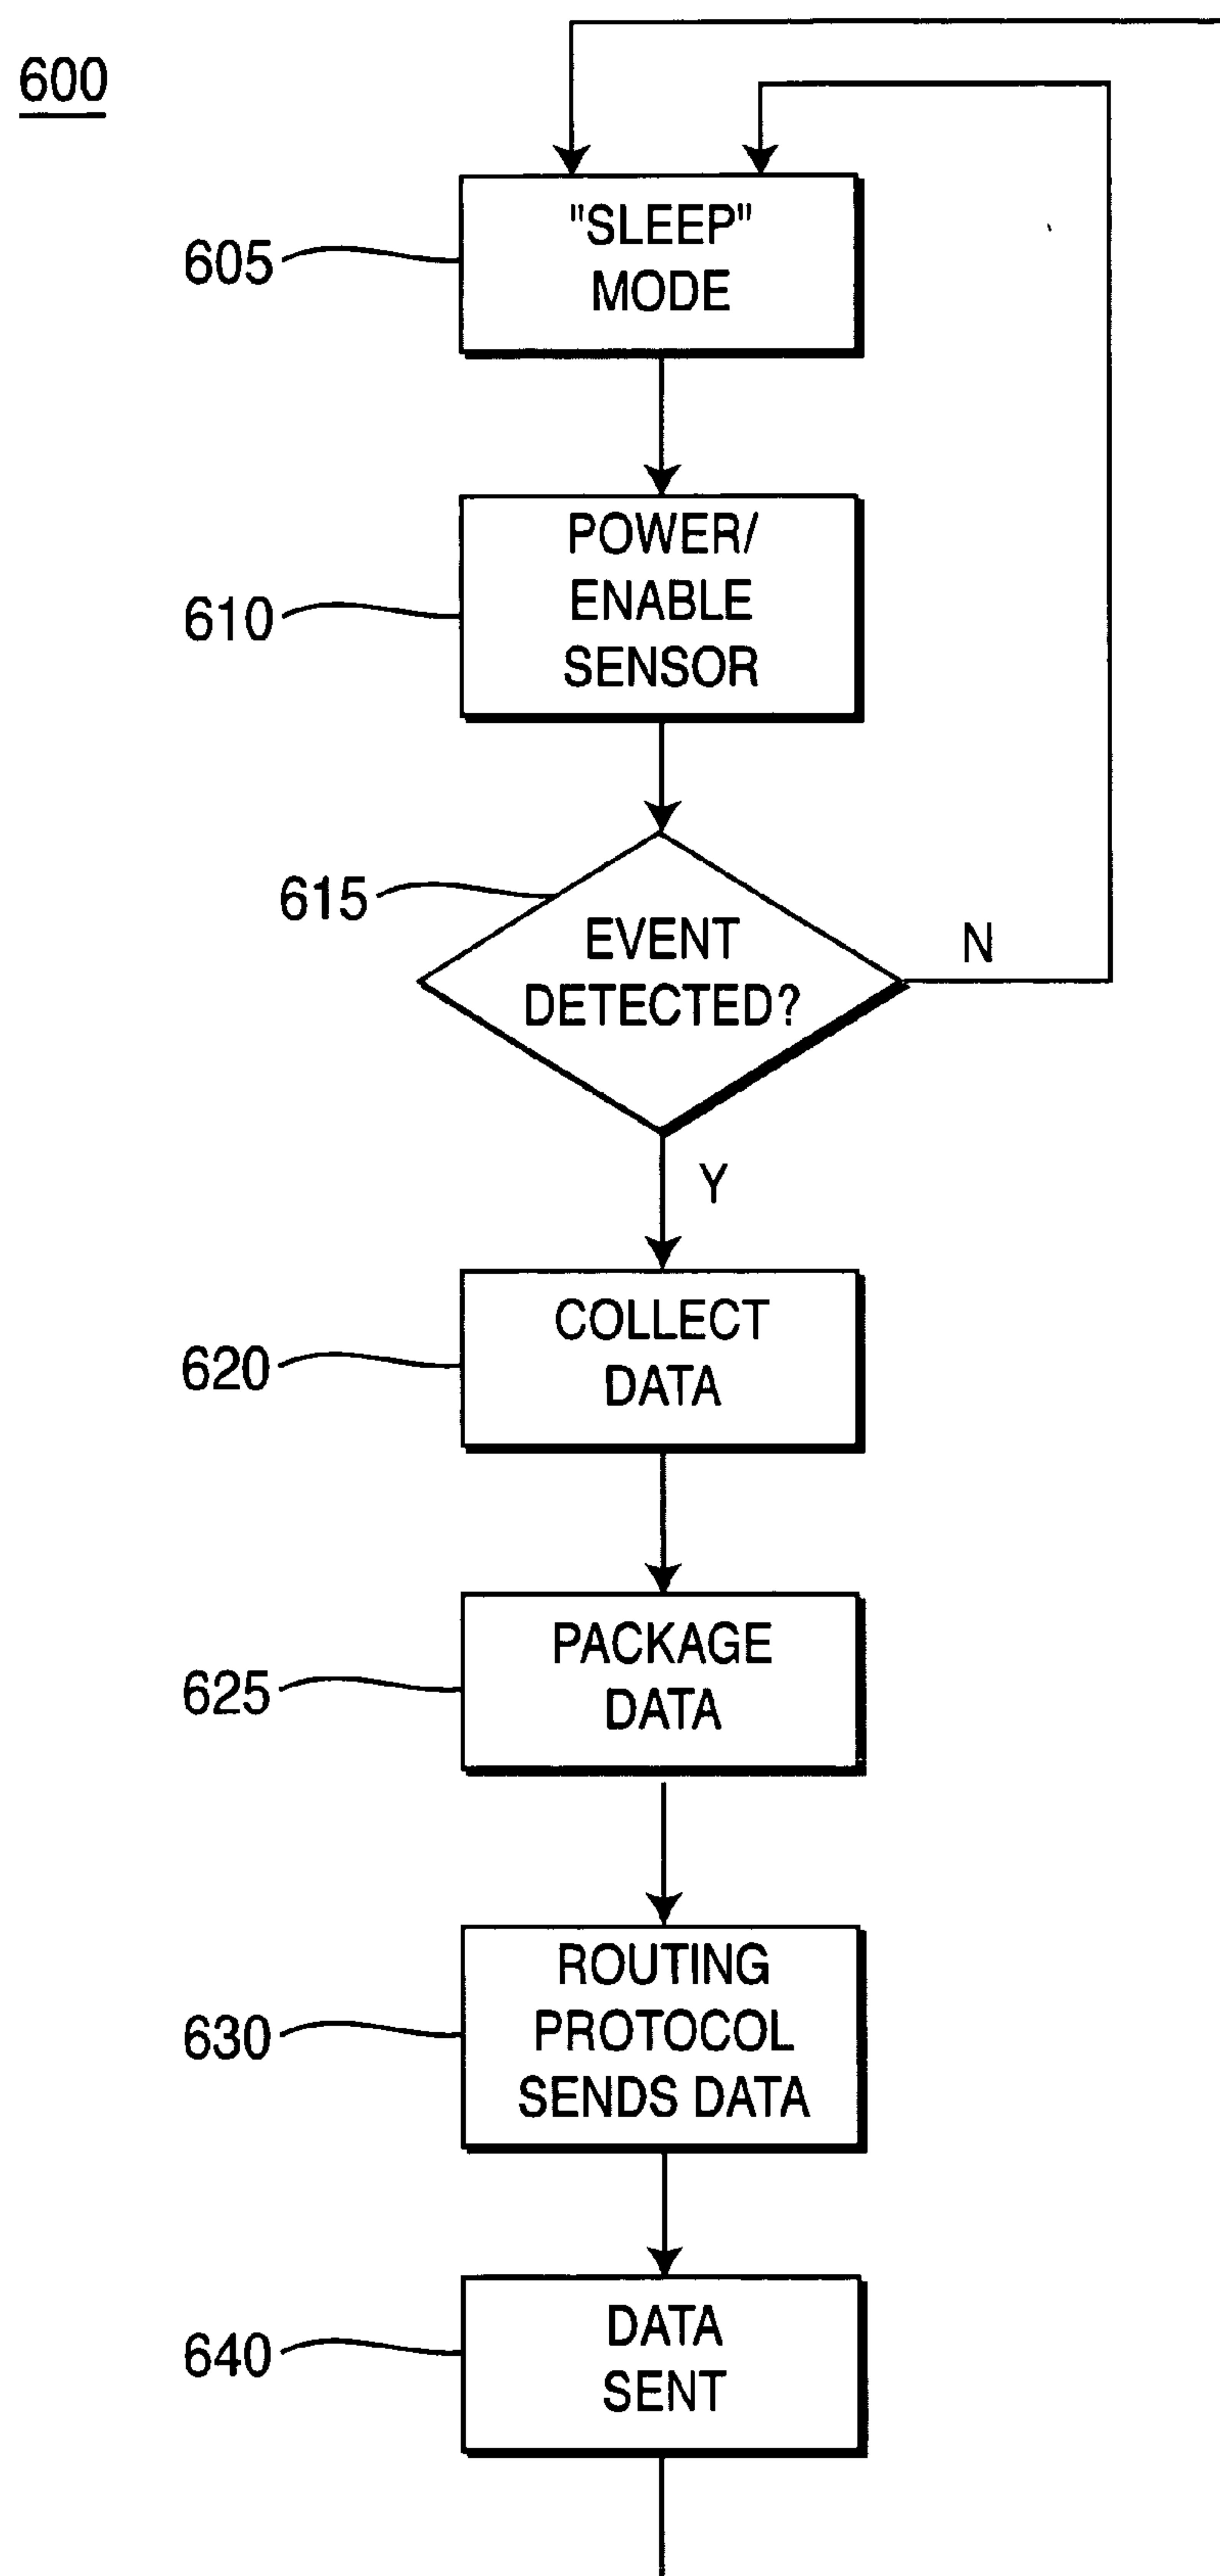 600
"SLEEP"
MODE
605
POWER/
ENABLE
SENSOR
610
615
EVENT
DETECTED?
N
Y
COLLECT
DATA
620
PACKAGE
DATA
625
ROUTING
PROTOCOL
SENDS DATA
630
DATA
SENT
640